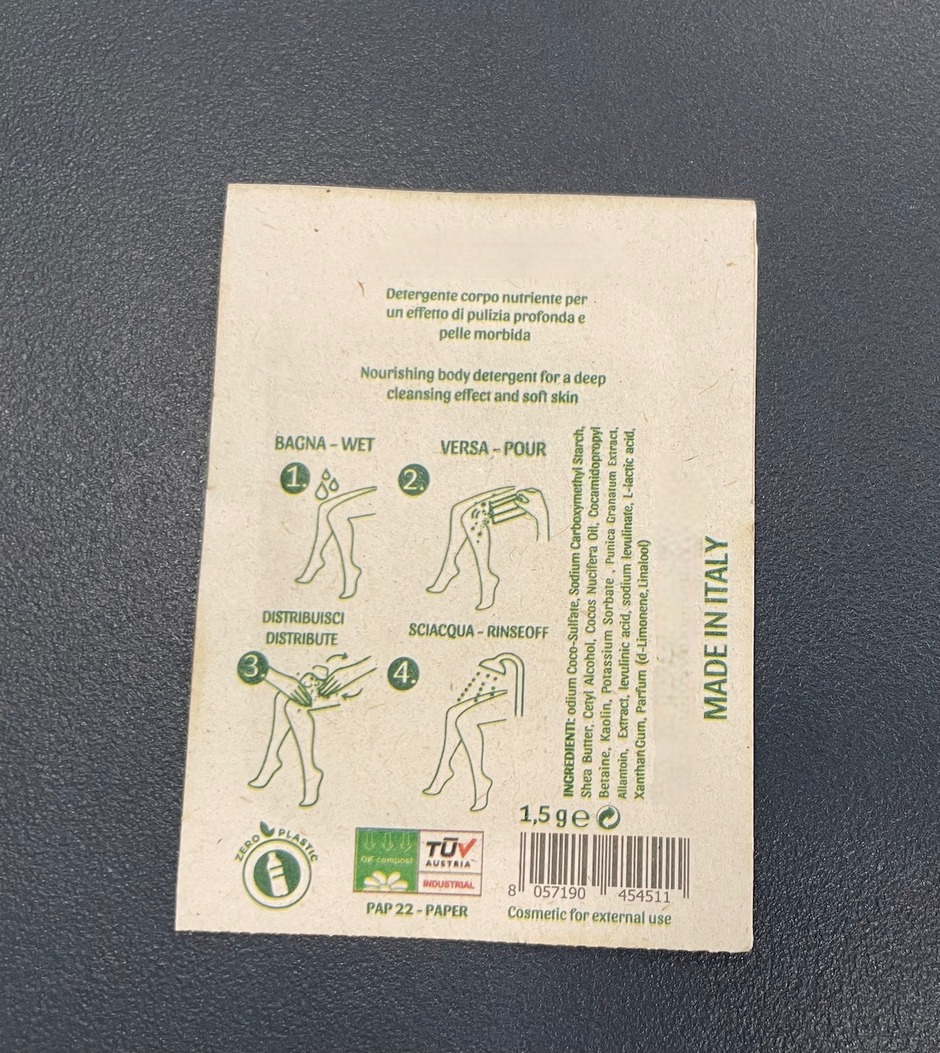 Detergente corpo nutriente per
un effetto di pulizia profonda e
pelle morbida
Nourishing body detergent for a deep
cleansing effect and soft skin
BAGNA - WET
1.
VERSA - POUR
2.
DISTRIBUISCI
DISTRIBUTE
3.
SCIACQUA - RINSEOFF
4.
INGREDIENTI: odium Coco-Sulfate, Sodium Carboxymethyl Starch,
Shea Butter, Ceryl Alcohol, Cocos Nucifera Oil, Cocamidopropyl
Betaine, Kaolin, Potassium Sorbate , Punica Granatum Extract,
Allantoin, Extract, levulinic acid, sodium levulinate, L-lactic acid,
Xanthan Gum, Parfum (d-Limonene, Linalool)
MADE IN ITALY
1,5 g e
ZERO PLASTIC
OK compost
TÜV
AUSTRIA
INDUSTRIAL
PAP 22 - PAPER
8 057190 454511
Cosmetic for external use